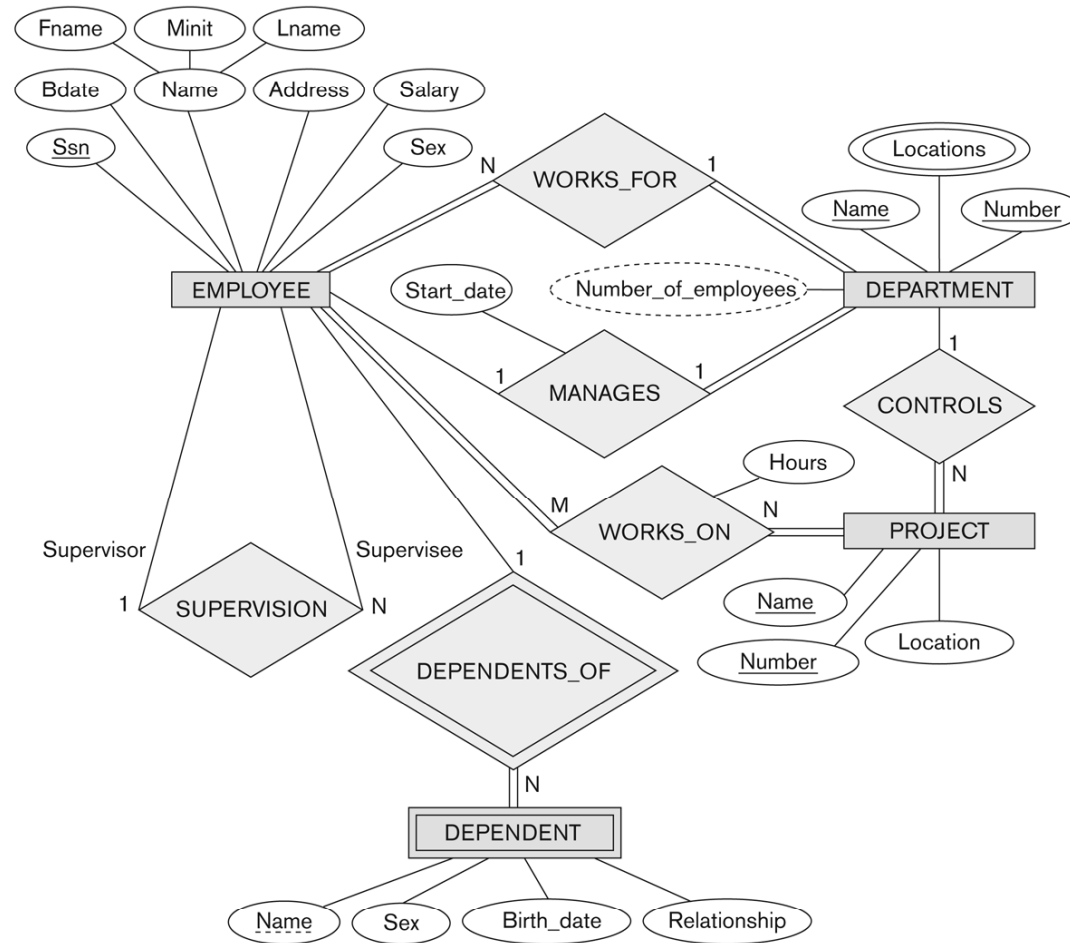 Fname
Minit
Lname
Bdate
Name
Address
Salary
Ssn
Sex
N
WORKS_FOR
1
Locations
Name
Number
EMPLOYEE
Start_date
Number_of_employees
DEPARTMENT
1
MANAGES
1
1
CONTROLS
N
Hours
M
WORKS_ON
N
PROJECT
Supervisor
Supervisee
1
1
SUPERVISION
N
Name
Number
Location
DEPENDENTS_OF
N
DEPENDENT
Name
Sex
Birth_date
Relationship